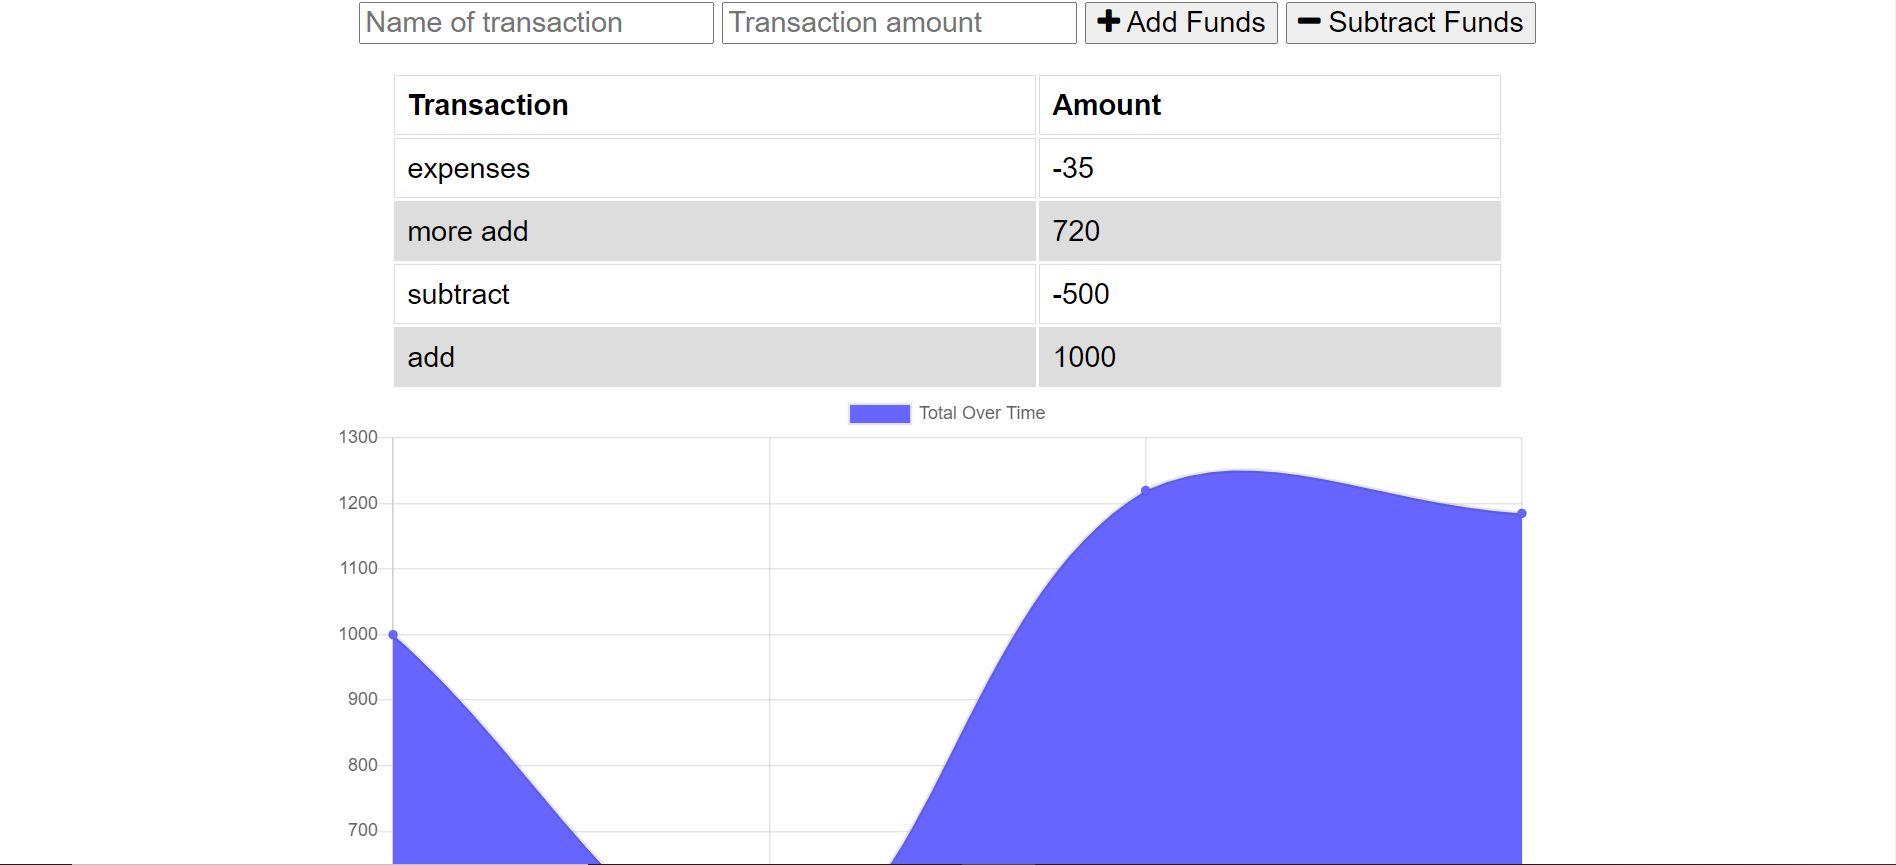 Name of transaction Transaction amount Add Funds Subtract Funds
Transaction Amount
expenses -35
more add 720
subtract -500
add 1000
Total Over Time
1300
1200
1100
1000
900
800
700